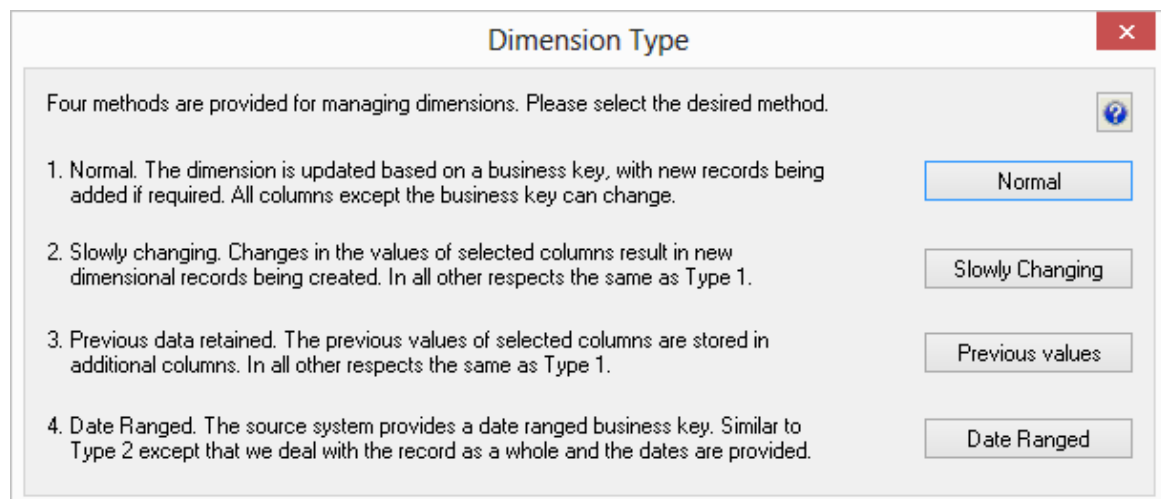 Dimension Type
Four methods are provided for managing dimensions. Please select the desired method.
1. Normal. The dimension is updated based on a business key, with new records being
added if required. All columns except the business key can change.
Normal
2. Slowly changing. Changes in the values of selected columns result in new
dimensional records being created. In all other respects the same as Type 1.
Slowly Changing
3. Previous data retained. The previous values of selected columns are stored in
additional columns. In all other respects the same as Type 1.
Previous values
4. Date Ranged. The source system provides a date ranged business key. Similar to
Type 2 except that we deal with the record as a whole and the dates are provided.
Date Ranged